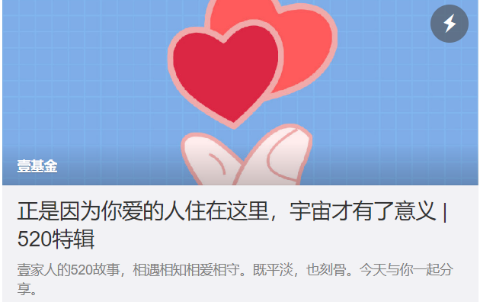 壹基金
正是因为你爱的人住在这里，宇宙才有了意义 |
520特辑
壹家人的520故事，相遇相知相爱相守。既平淡，也刻骨。今天与你一起分
享。